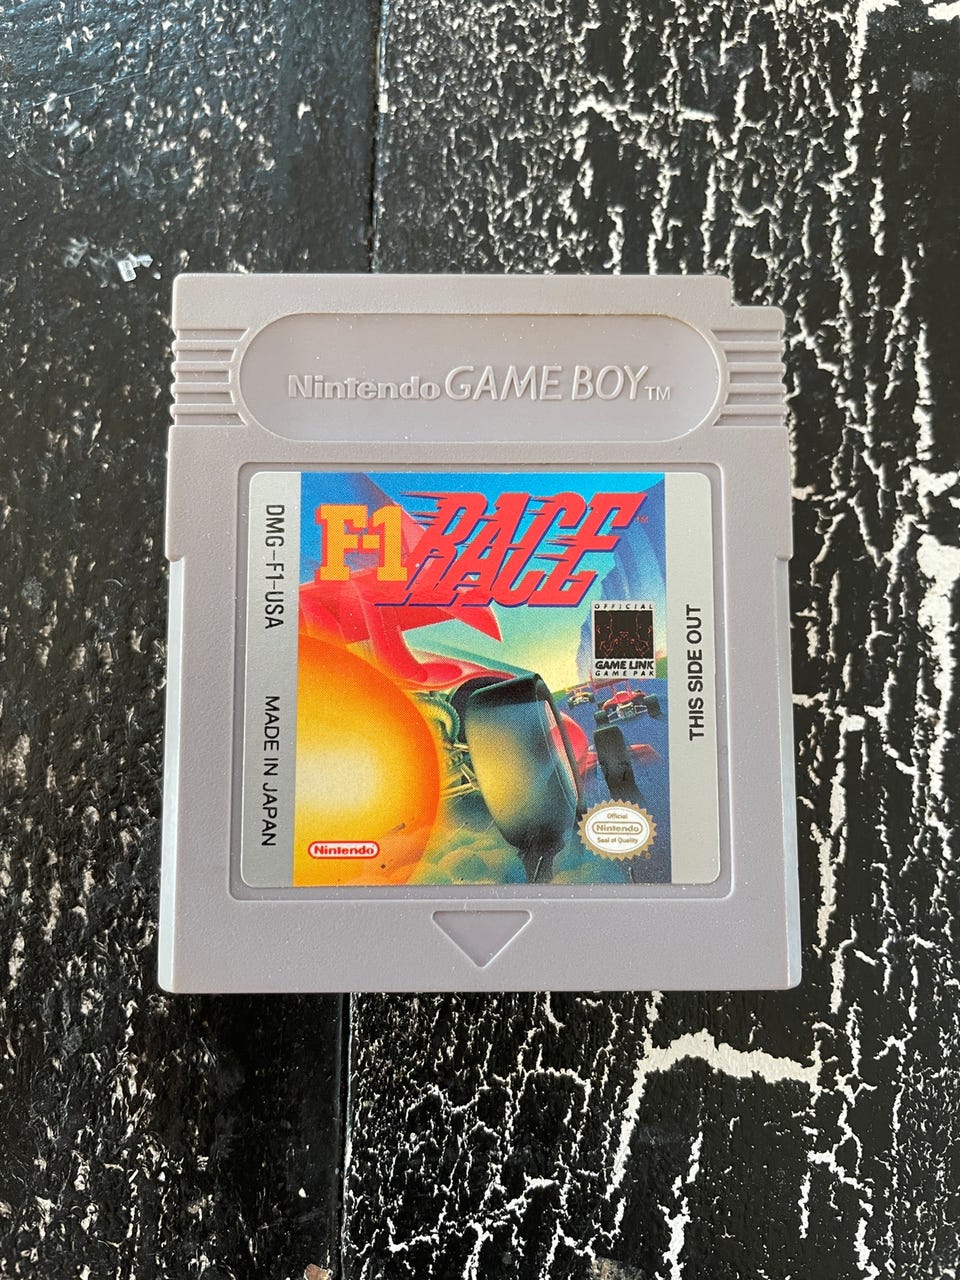 Nintendo GAME BOY TM
DMG-F1-USA MADE IN JAPAN
F-1 RACE TM
OFFICIAL
GAME LINK
GAME PAK
THIS SIDE OUT
Nintendo
Official
Nintendo
Seal of Quality
®